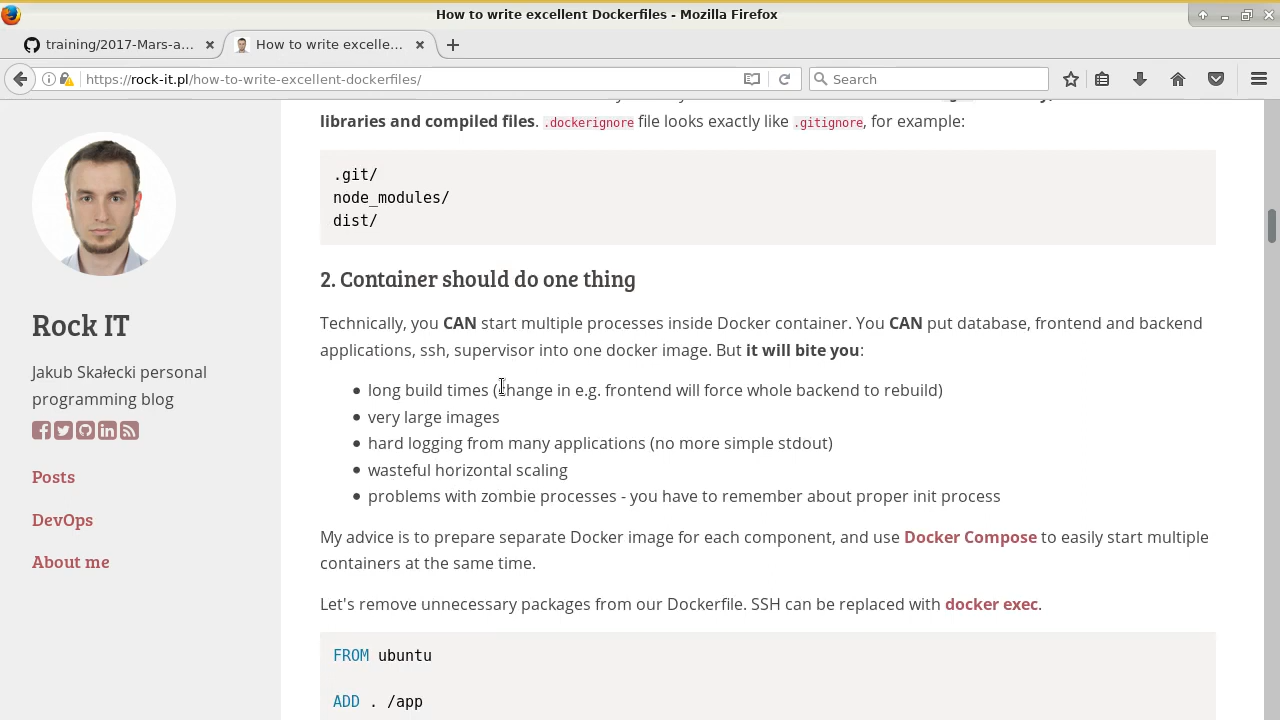 How to write excellent Dockerfiles - Mozilla Firefox
training/2017-Mars-a...
How to write excelle...
https://rock-it.pl/how-to-write-excellent-dockerfiles/
Search
libraries and compiled files. .dockerignore file looks exactly like .gitignore, for example:
.git/
node_modules/
dist/
2. Container should do one thing
Technically, you CAN start multiple processes inside Docker container. You CAN put database, frontend and backend
applications, ssh, supervisor into one docker image. But it will bite you:
long build times (change in e.g. frontend will force whole backend to rebuild)
very large images
hard logging from many applications (no more simple stdout)
wasteful horizontal scaling
problems with zombie processes - you have to remember about proper init process
My advice is to prepare separate Docker image for each component, and use Docker Compose to easily start multiple
containers at the same time.
Let's remove unnecessary packages from our Dockerfile. SSH can be replaced with docker exec.
FROM ubuntu
ADD . /app
Rock IT
Jakub Skałecki personal
programming blog
Posts
DevOps
About me